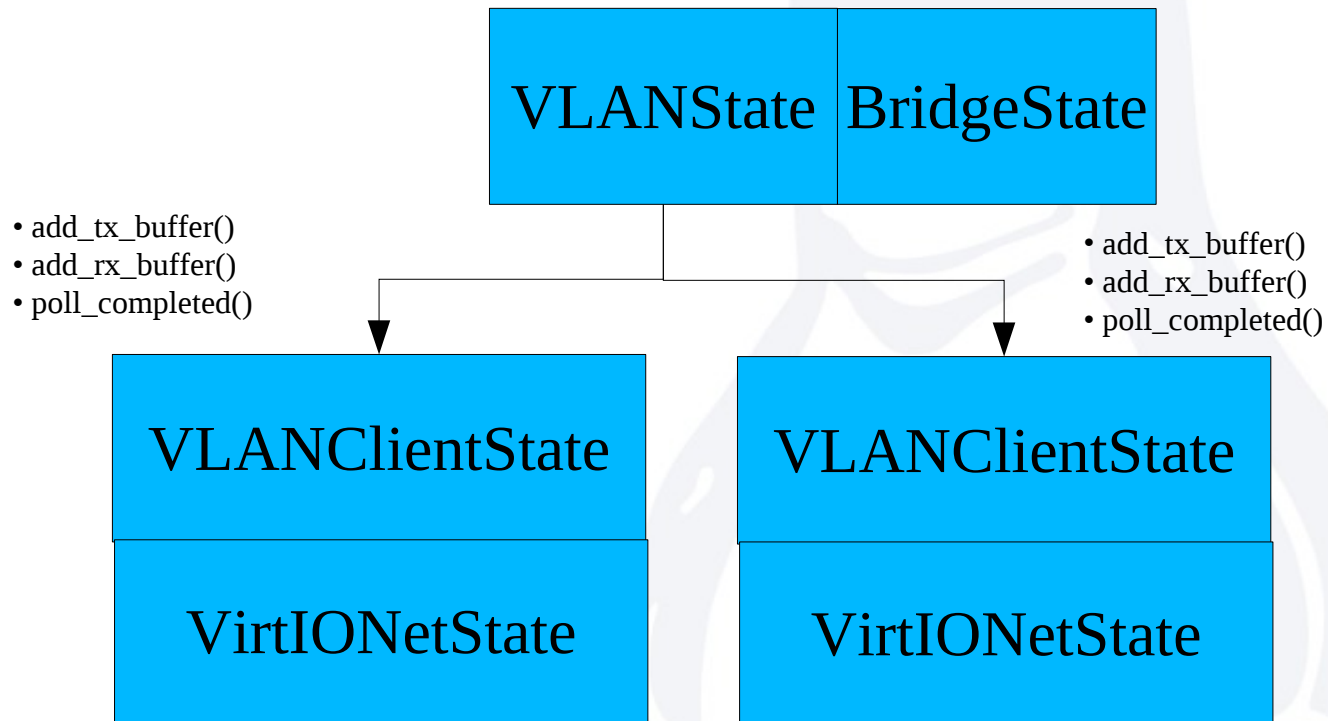 VLANState BridgeState
• add_tx_buffer()
• add_rx_buffer()
• poll_completed()
• add_tx_buffer()
• add_rx_buffer()
• poll_completed()
VLANClientState
VirtIONetState
VLANClientState
VirtIONetState